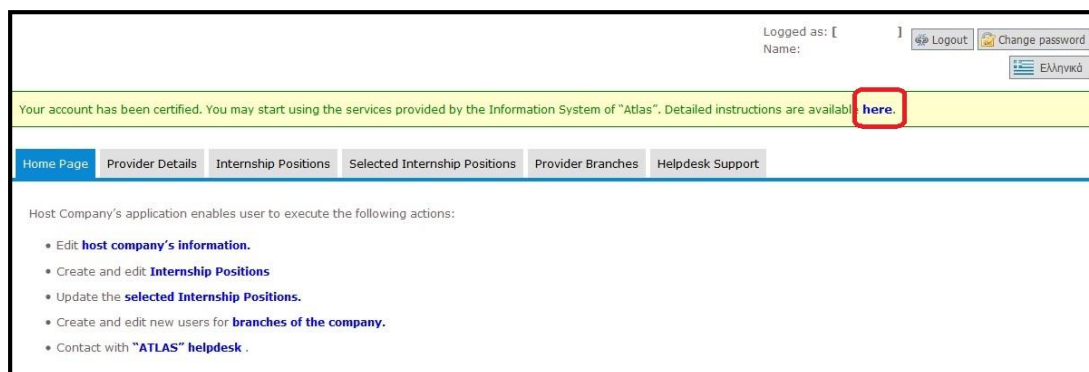 Logged as: [ ] Logout Change password
Name:
Ελληνικά
Your account has been certified. You may start using the services provided by the Information System of "Atlas". Detailed instructions are available here.
Home Page Provider Details Internship Positions Selected Internship Positions Provider Branches Helpdesk Support
Host Company's application enables user to execute the following actions:
• Edit host company's information.
• Create and edit Internship Positions
• Update the selected Internship Positions.
• Create and edit new users for branches of the company.
• Contact with "ATLAS" helpdesk .